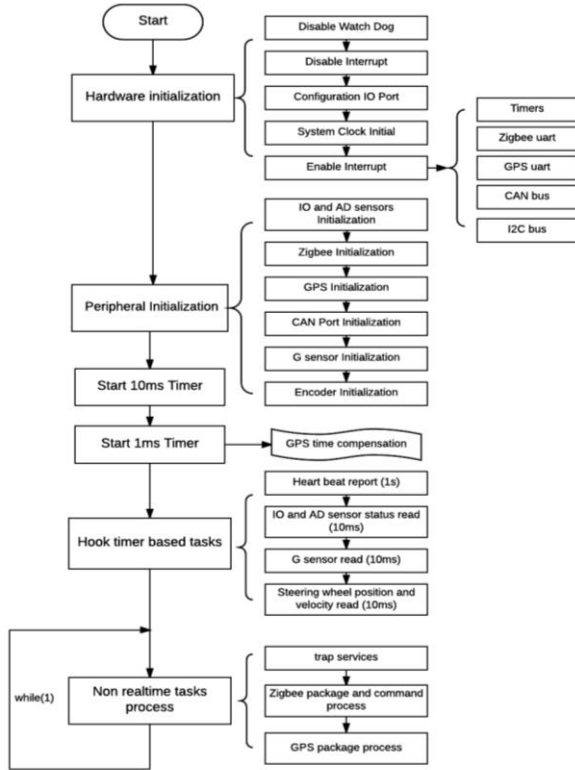 Start
Hardware initialization
Disable Watch Dog
Disable Interrupt
Configuration IO Port
System Clock Initial
Enable Interrupt
Timers
Zigbee uart
GPS uart
CAN bus
I2C bus
Peripheral Initialization
IO and AD sensors
Initialization
Zigbee Initialization
GPS Initialization
CAN Port Initialization
G sensor Initialization
Encoder Initialization
Start 10ms Timer
Start 1ms Timer
GPS time compensation
Hook timer based tasks
Heart beat report (1s)
IO and AD sensor status read
(10ms)
G sensor read (10ms)
Steering wheel position and
velocity read (10ms)
while(1)
Non realtime tasks
process
trap services
Zigbee package and command
process
GPS package process